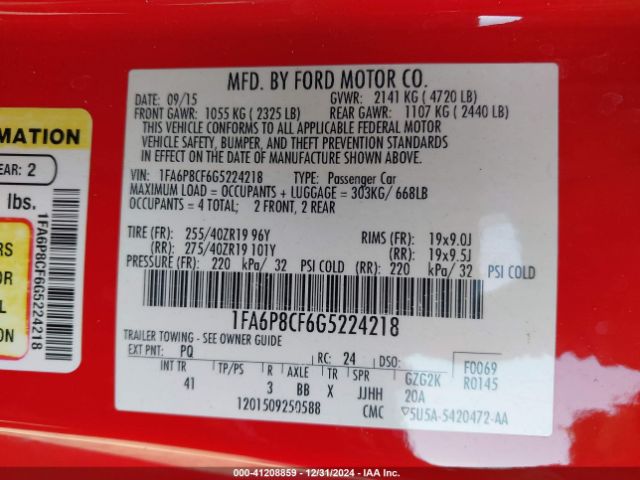 MFD. BY FORD MOTOR CO.
DATE: 09/15 GVWR: 2141 KG ( 4720 LB)
FRONT GAWR: 1055 KG ( 2325 LB) REAR GAWR: 1107 KG ( 2440 LB)
THIS VEHICLE CONFORMS TO ALL APPLICABLE FEDERAL MOTOR
VEHICLE SAFETY, BUMPER, AND THEFT PREVENTION STANDARDS
IN EFFECT ON THE DATE OF MANUFACTURE SHOWN ABOVE.
VIN: 1FA6P8CF6G5224218 TYPE: Passenger Car
MAXIMUM LOAD = OCCUPANTS + LUGGAGE = 303KG/ 668LB
OCCUPANTS = 4 TOTAL; 2 FRONT, 2 REAR
TIRE (FR): 255/40ZR19 96Y RIMS (FR): 19x9.0J
(RR): 275/40ZR19 101Y (RR): 19x9.5J
PRESSURE (FR): 220 kPa/ 32 PSI COLD (RR): 220 kPa/ 32 PSI COLD
1FA6P8CF6G5224218
TRAILER TOWING - SEE OWNER GUIDE
EXT PNT: PQ RC: 24 DSO: F0069
INT TR TP/PS R AXLE TR SPR GZG2K R0145
41 3 BB X JJHH 20A
1201509250588 CMC 5U5A-5420472-AA
MATION
EAR: 2
lbs.
RS
OR
L
ON
1FA6P8CF6G5224218
000-41208859 - 12/31/2024 - IAA Inc.